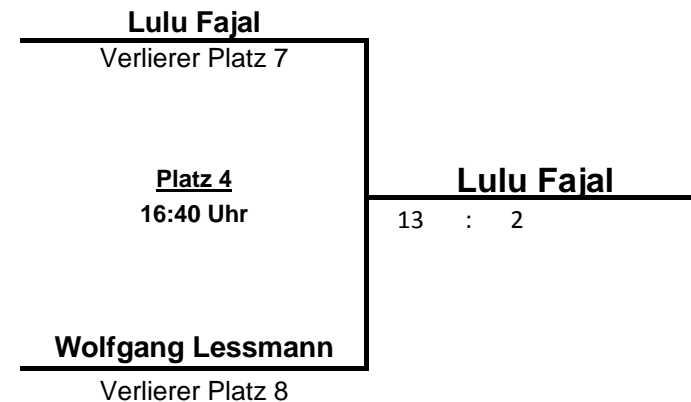 Lulu Fajal
Verlierer Platz 7
Platz 4
Lulu Fajal
16:40 Uhr
13 : 2
Wolfgang Lessmann
Verlierer Platz 8